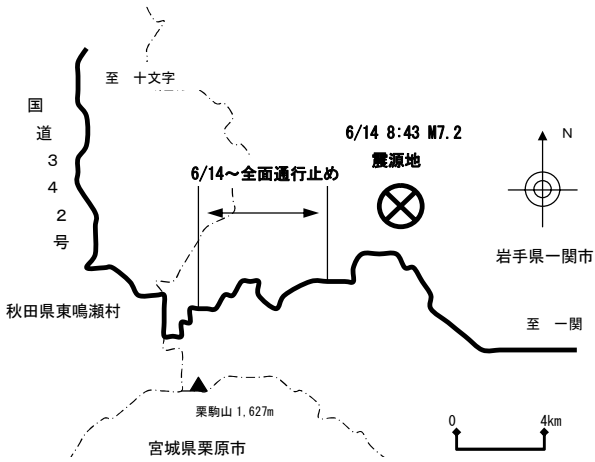 至 十文字
国道342号
6/14 8:43 M7.2
震源地
N
6/14～全面通行止め
岩手県一関市
秋田県東鳴瀬村
至 一関
栗駒山 1,627m
0 4km
宮城県栗原市